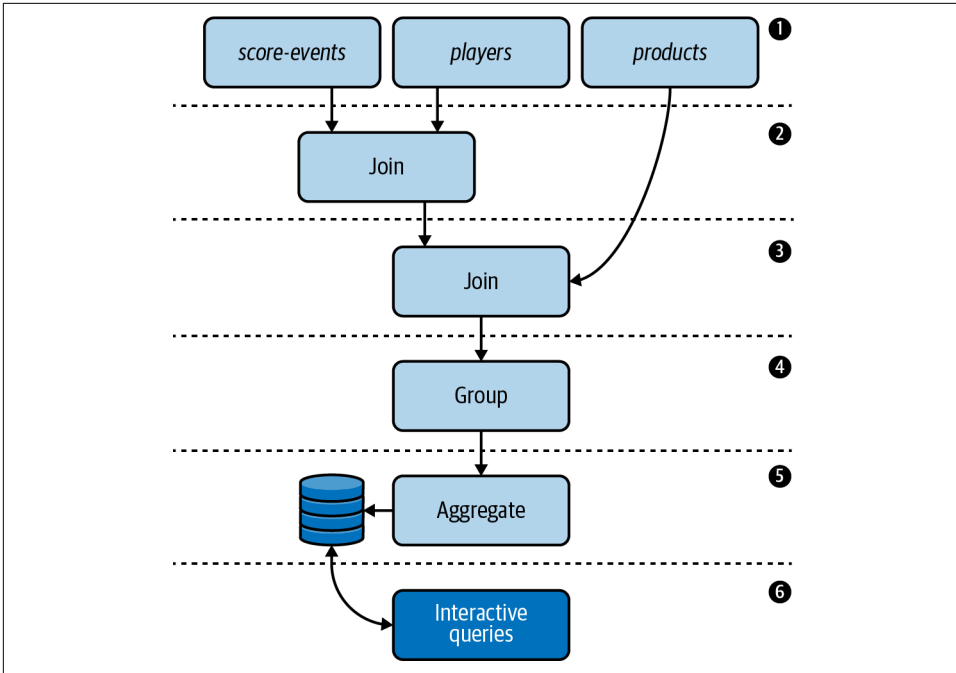 score-events
players
products
1
Join
2
Join
3
Group
4
Aggregate
5
Interactive
queries
6